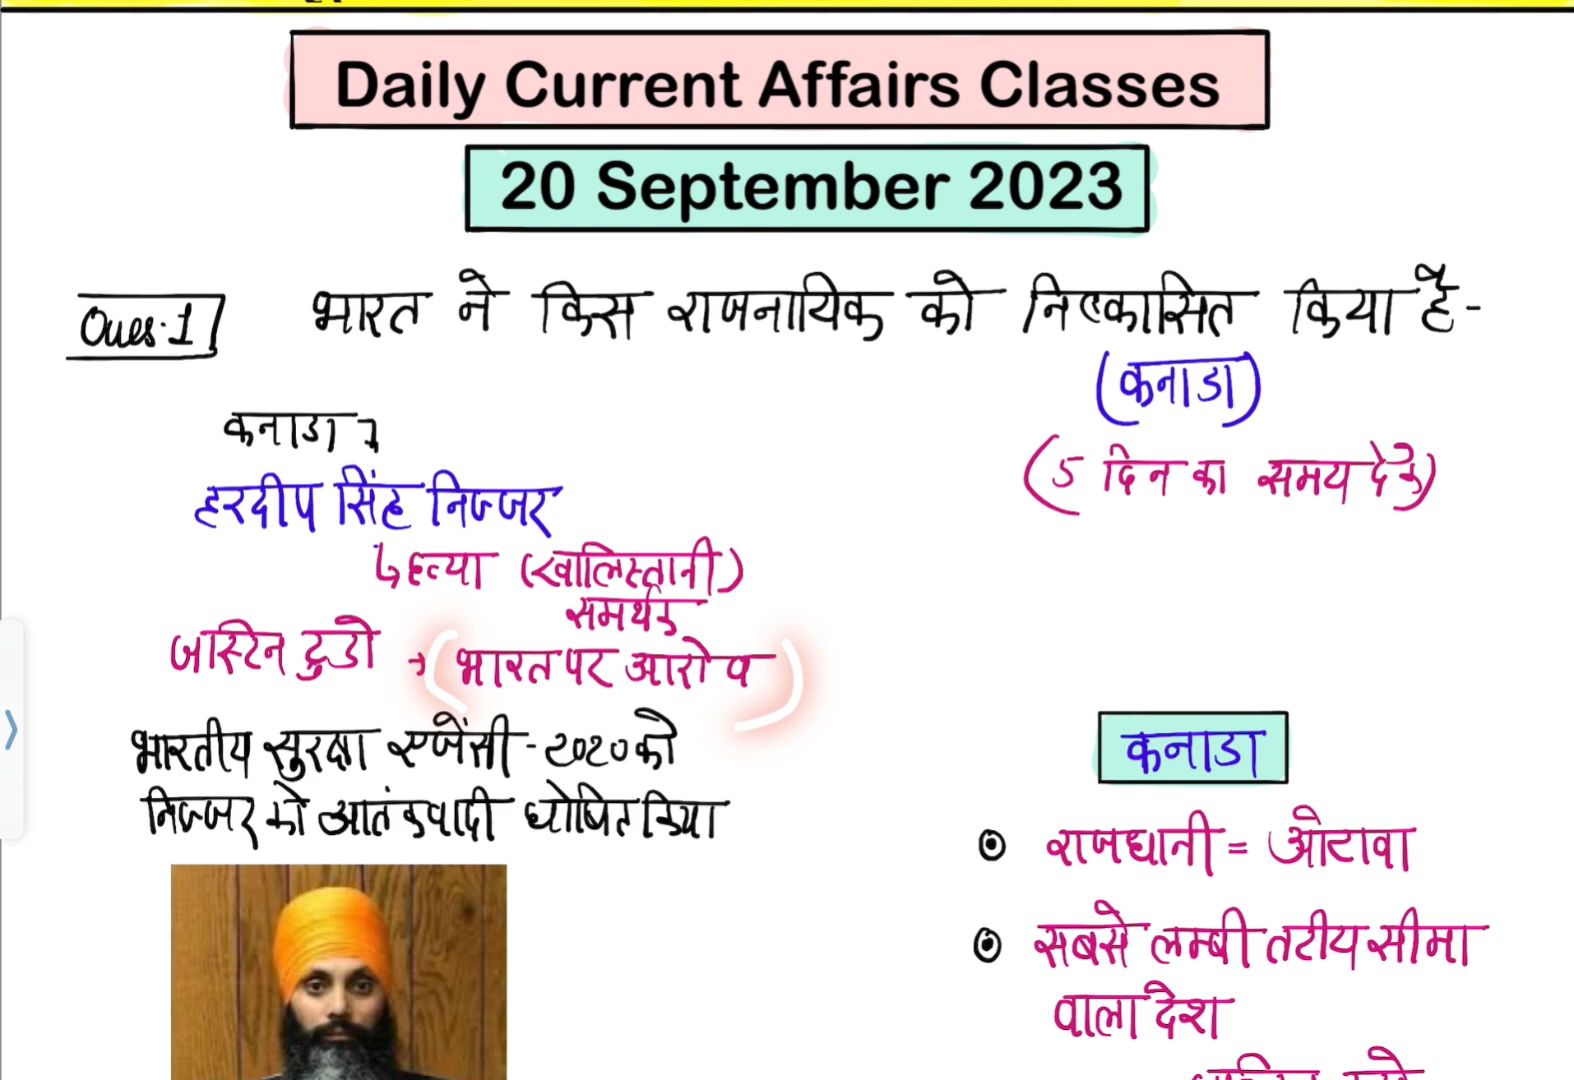 Daily Current Affairs Classes
20 September 2023
Ques.1 भारत ने किस राजनायिक को निष्कासित किया है-
(कनाडा)
(5 दिन का समय देके)
कनाडा
हरदीप सिंह निज्जर
↳ हत्या (खालिस्तानी)
समर्थक
जास्टिन ट्रुडो → (भारत पर आरोप)
भारतीय सुरक्षा एजेंसी - 2020 को
निज्जर को आतंकवादी घोषित किया
कनाडा
राजधानी = ओटावा
सबसे लम्बी तटीय सीमा
वाला देश